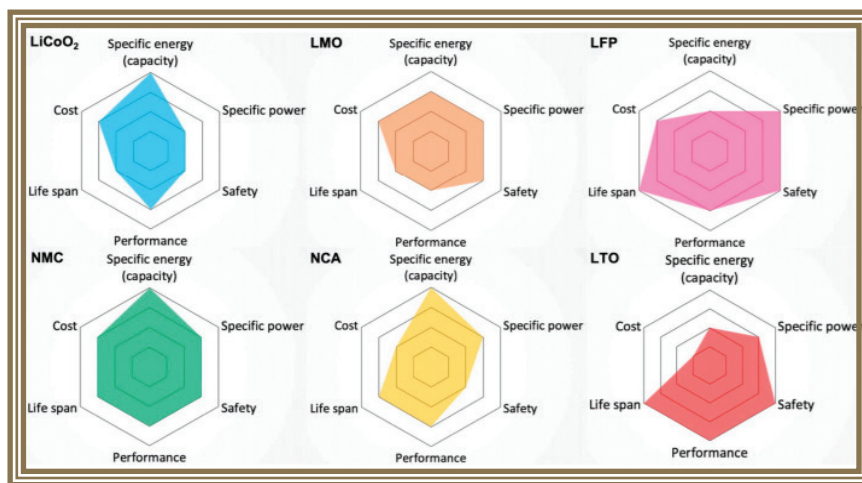 LiCoO₂
Specific energy
(capacity)
Cost
Specific power
Life span
Safety
Performance
LMO
Specific energy
(capacity)
Cost
Specific power
Life span
Safety
Performance
LFP
Specific energy
(capacity)
Cost
Specific power
Life span
Safety
Performance
NMC
Specific energy
(capacity)
Cost
Specific power
Life span
Safety
Performance
NCA
Specific energy
(capacity)
Cost
Specific power
Life span
Safety
Performance
LTO
Specific energy
(capacity)
Cost
Specific power
Life span
Safety
Performance